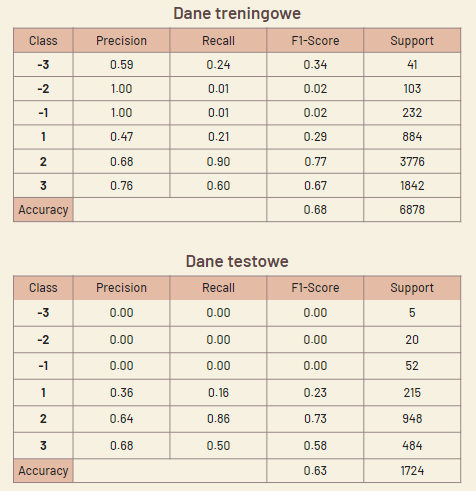 Dane treningowe
Class Precision Recall F1-Score Support
-3 0.59 0.24 0.34 41
-2 1.00 0.01 0.02 103
-1 1.00 0.01 0.02 232
1 0.47 0.21 0.29 884
2 0.68 0.90 0.77 3776
3 0.76 0.60 0.67 1842
Accuracy 0.68 6878
Dane testowe
Class Precision Recall F1-Score Support
-3 0.00 0.00 0.00 5
-2 0.00 0.00 0.00 20
-1 0.00 0.00 0.00 52
1 0.36 0.16 0.23 215
2 0.64 0.86 0.73 948
3 0.68 0.50 0.58 484
Accuracy 0.63 1724